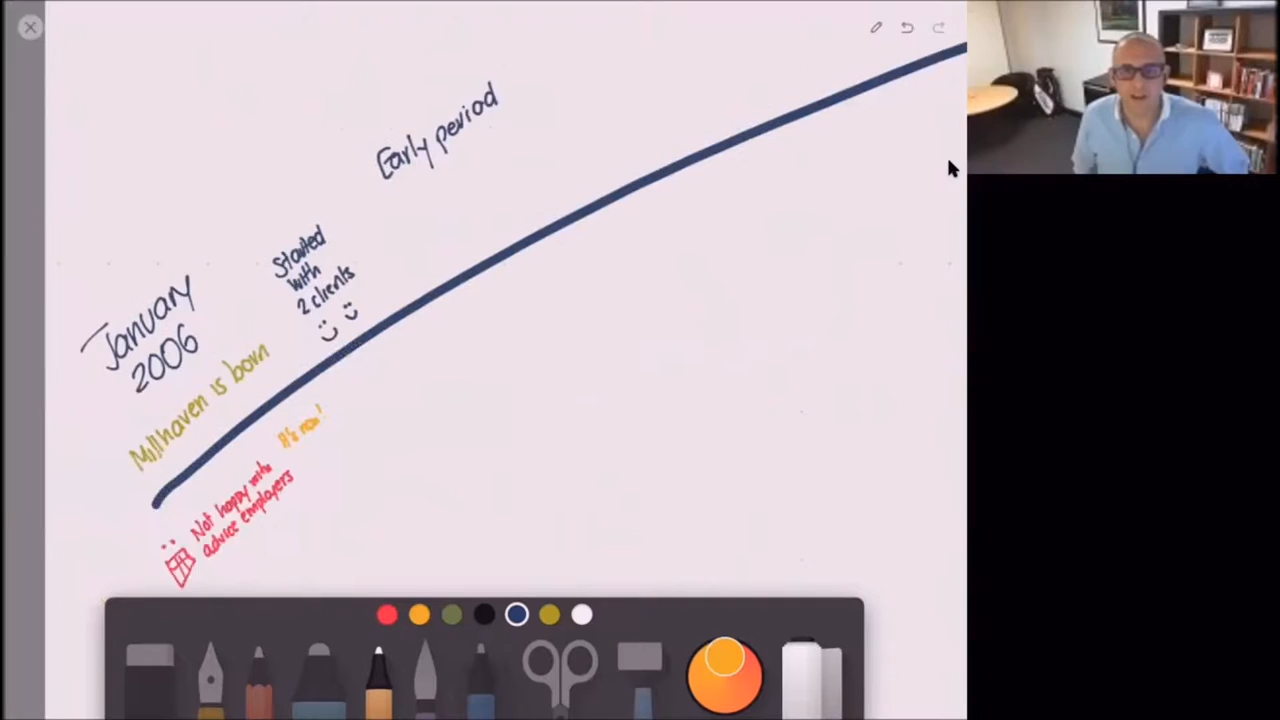 Early period
Started
with
2 clients
January
2006
Millhaven is born
It's now!
Not happy with
advice employers